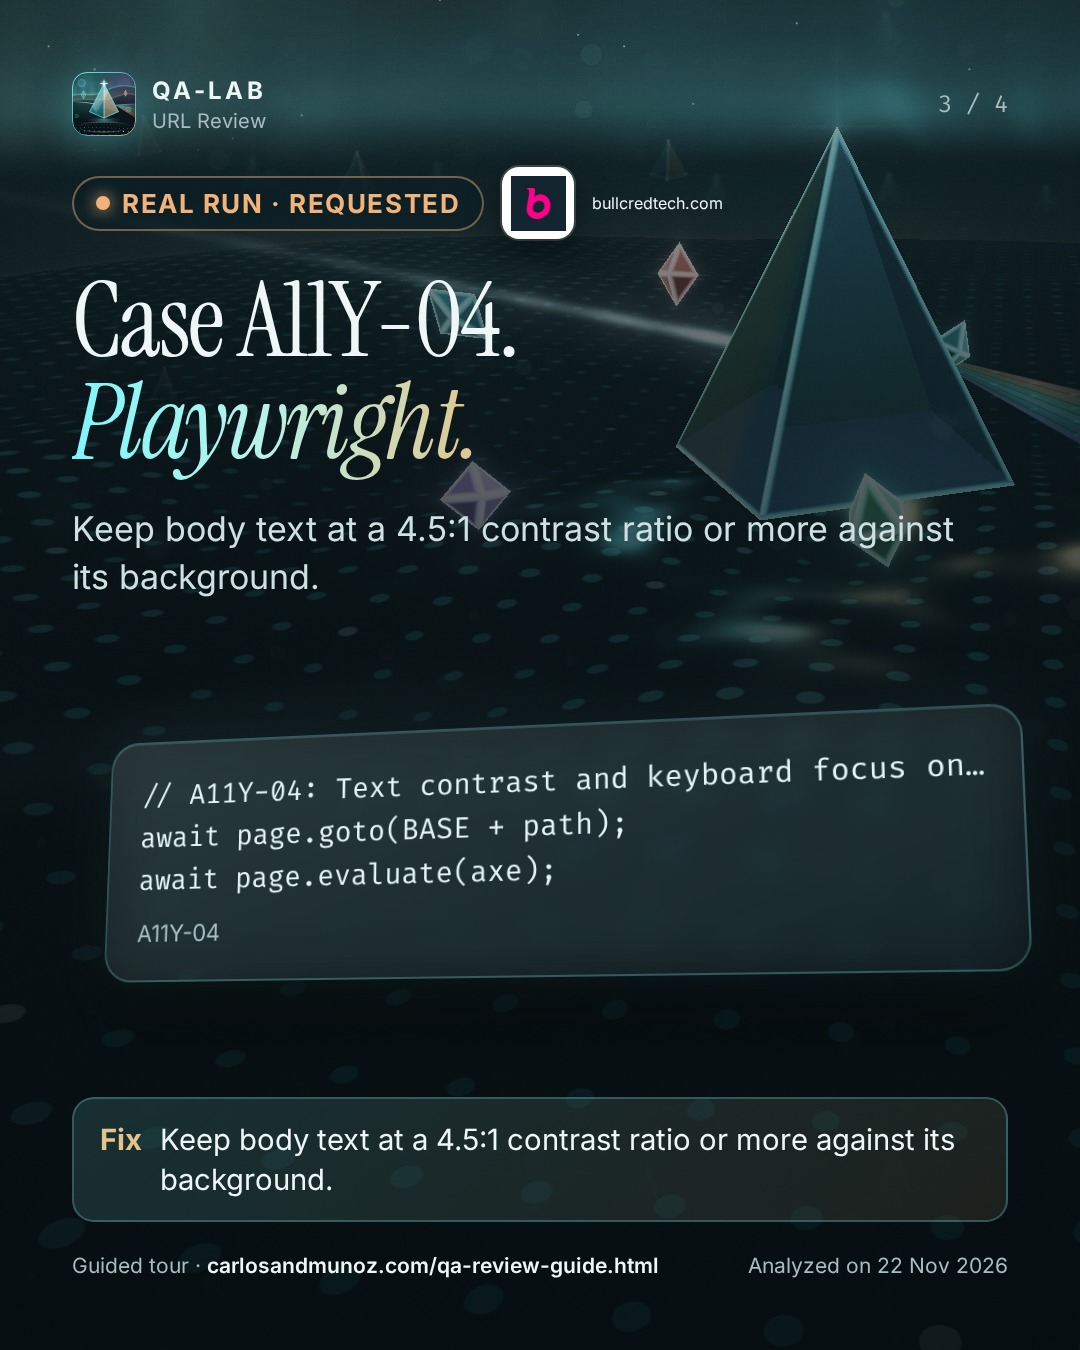 QA-LAB
URL Review
3 / 4
REAL RUN · REQUESTED
b
bullcredtech.com
Case A11Y-04.
Playwright.
Keep body text at a 4.5:1 contrast ratio or more against
its background.
// A11Y-04: Text contrast and keyboard focus on…
await page.goto(BASE + path);
await page.evaluate(axe);
A11Y-04
Fix Keep body text at a 4.5:1 contrast ratio or more against its
background.
Guided tour · carlosandmunoz.com/qa-review-guide.html
Analyzed on 22 Nov 2026